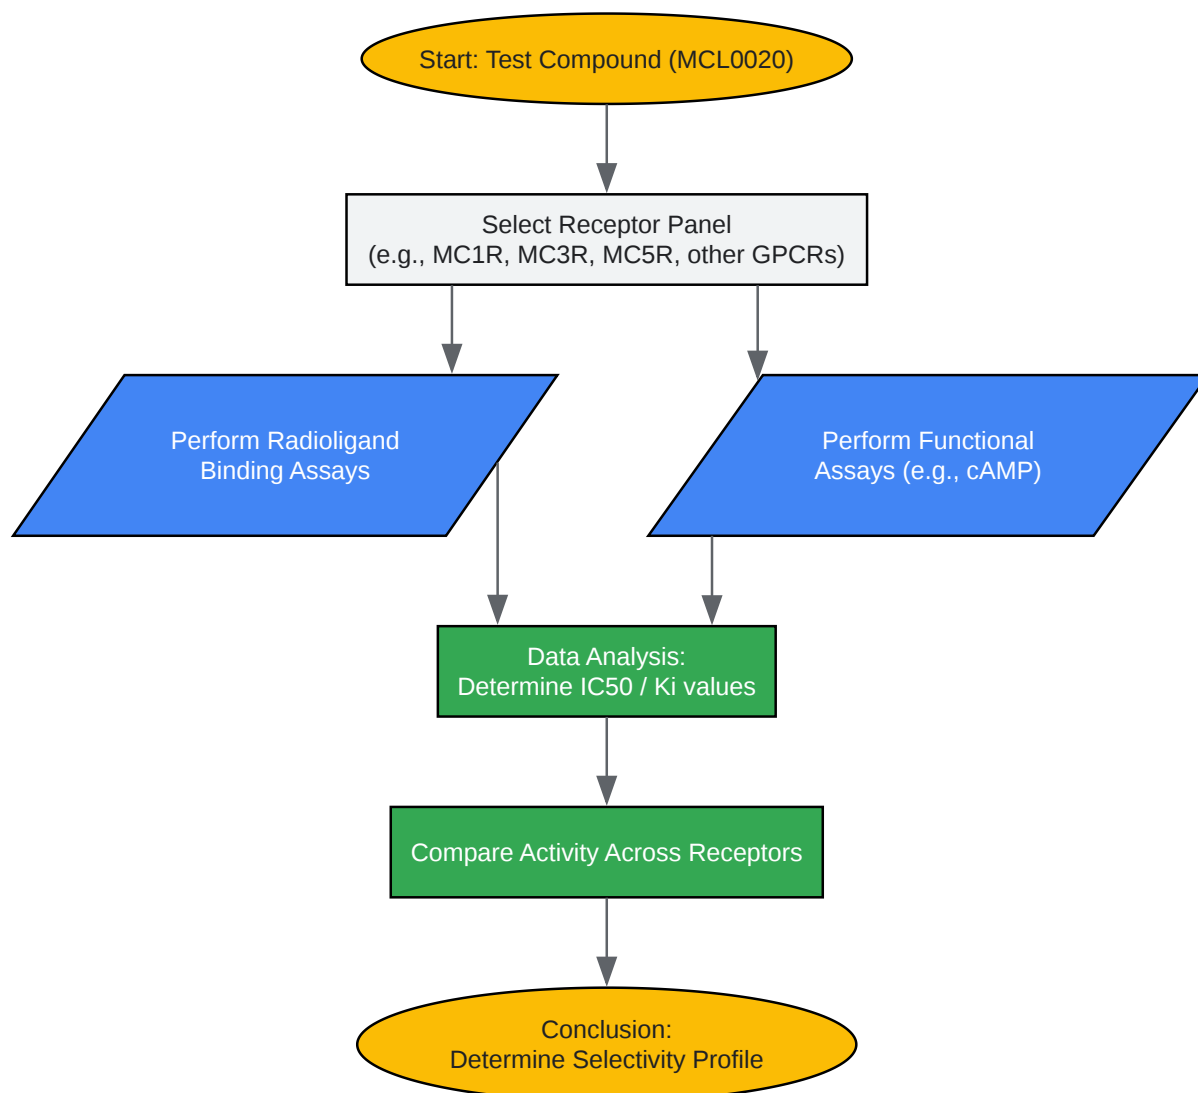 Start: Test Compound (MCL0020)
Select Receptor Panel
(e.g., MC1R, MC3R, MC5R, other GPCRs)
Perform Radioligand
Binding Assays
Perform Functional
Assays (e.g., cAMP)
Data Analysis:
Determine IC50 / Ki values
Compare Activity Across Receptors
Conclusion:
Determine Selectivity Profile